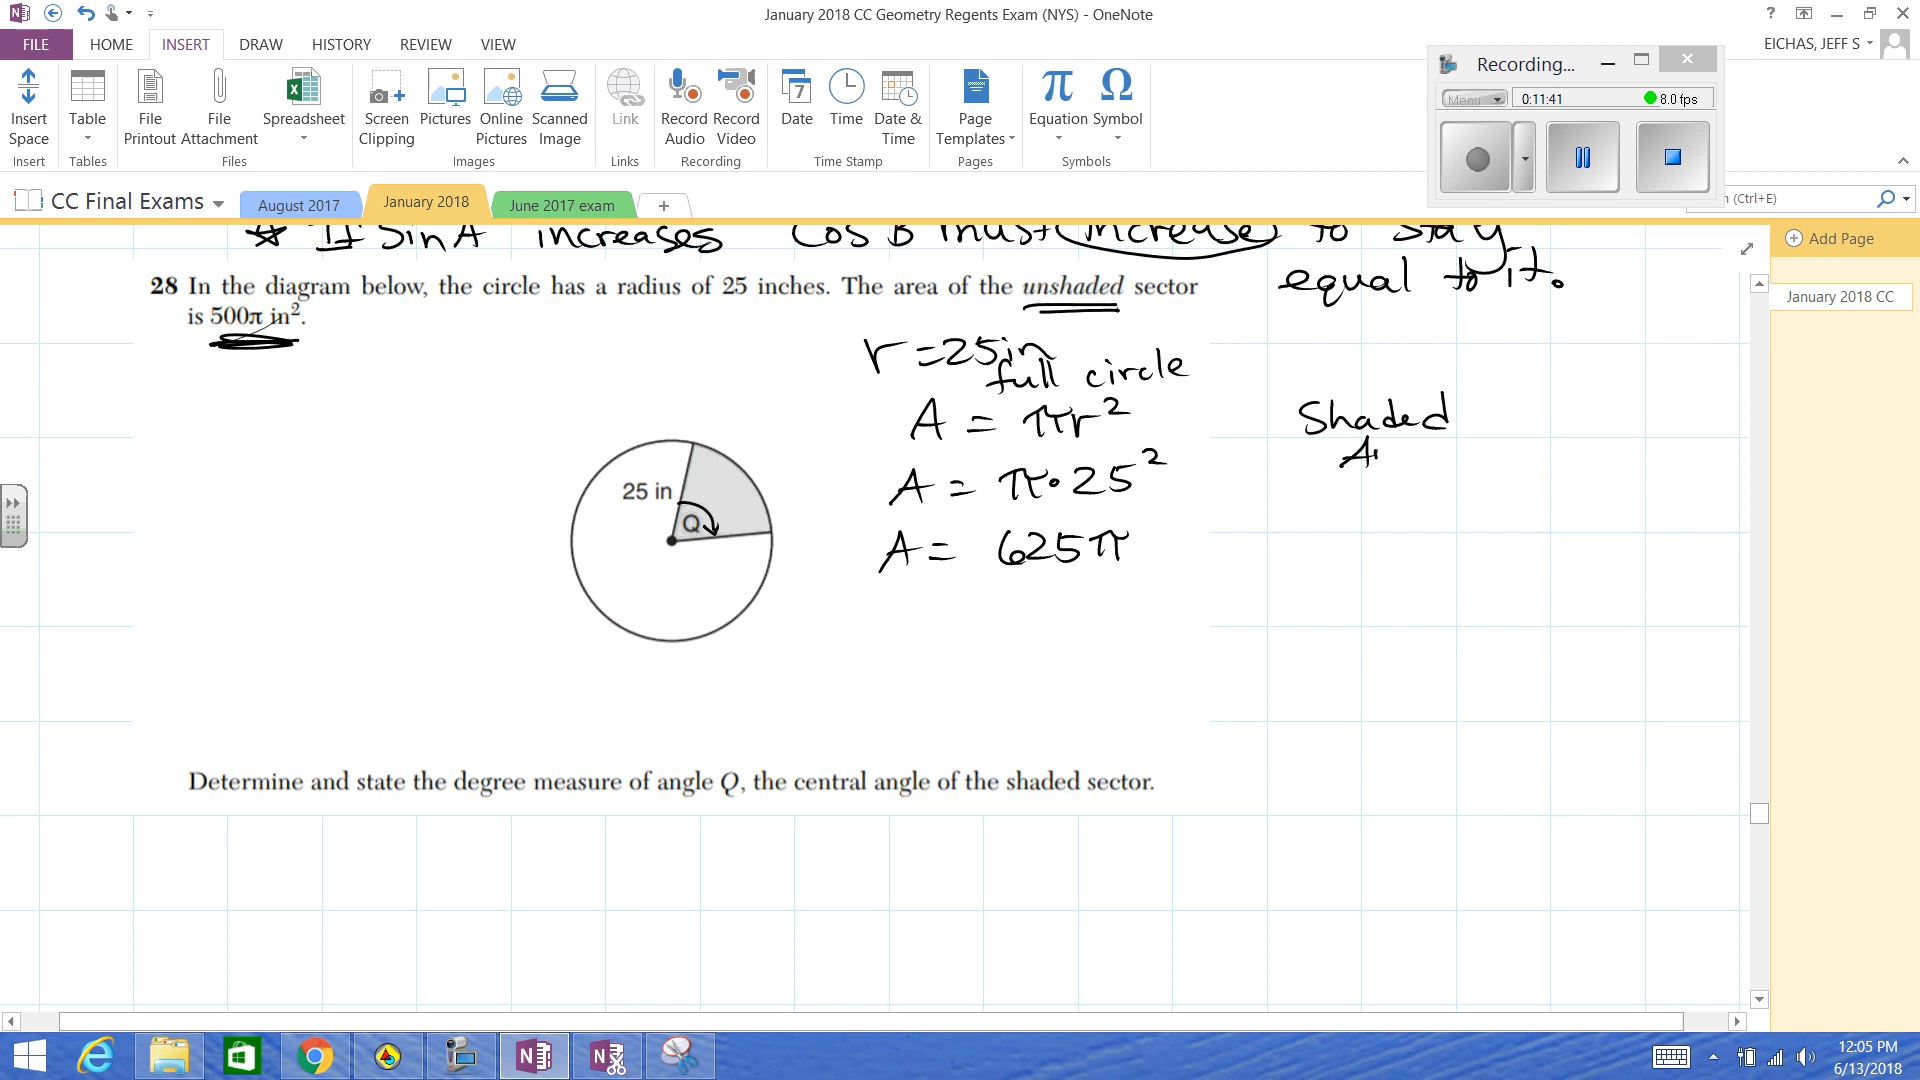 January 2018 CC Geometry Regents Exam (NYS) - OneNote
?
FILE HOME INSERT DRAW HISTORY REVIEW VIEW
EICHAS, JEFF S
Insert Space
Table
File Printout
File Attachment
Spreadsheet
Screen Clipping
Pictures
Online Pictures
Scanned Image
Link
Record Audio
Record Video
Date
Time
Date & Time
Page Templates
π Equation
Ω Symbol
Insert Tables Files Images Links Recording Time Stamp Pages Symbols
Recording...
Menu 0:11:41 8.0 fps
CC Final Exams August 2017 January 2018 June 2017 exam +
(Ctrl+E)
Add Page
January 2018 CC
* If Sin A increases Cos B must increase to stay
equal to it.
28 In the diagram below, the circle has a radius of 25 inches. The area of the unshaded sector
is 500π in².
r = 25in
full circle
A = πr²
A = π·25²
A = 625π
Shaded
25 in
Q
Determine and state the degree measure of angle Q, the central angle of the shaded sector.
12:05 PM
6/13/2018